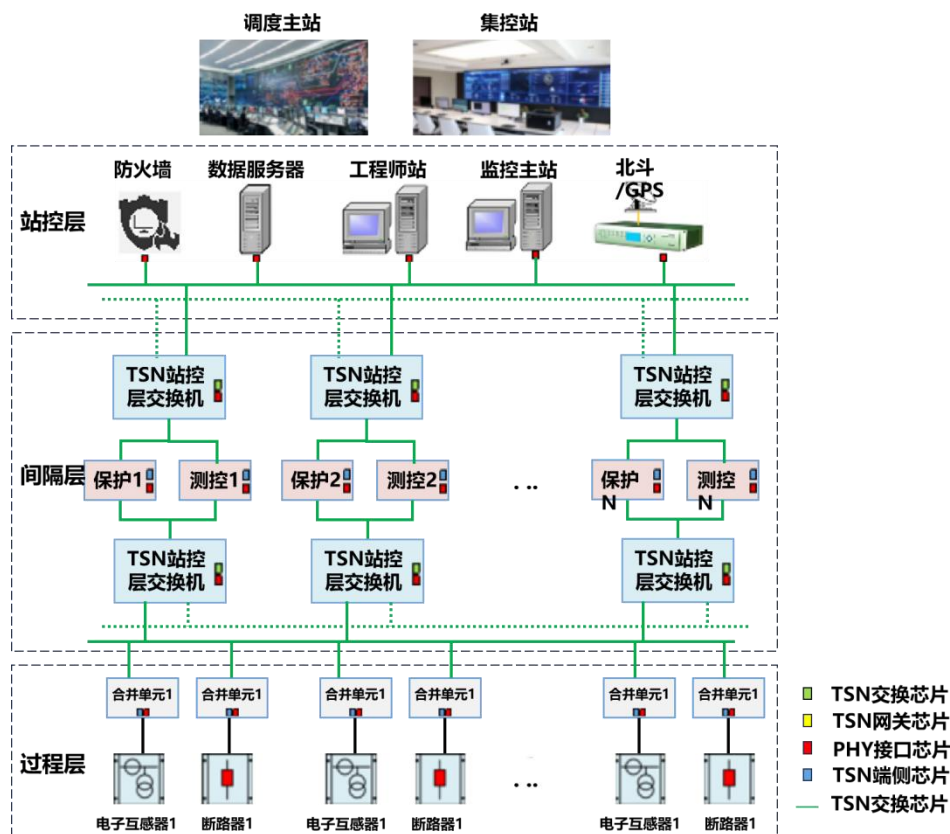 调度主站
集控站
防火墙
数据服务器
工程师站
监控主站
北斗
/GPS
站控层
TSN站控
层交换机
TSN站控
层交换机
TSN站控
层交换机
间隔层
保护1
测控1
保护2
测控2
. ..
保护
N
测控
N
TSN站控
层交换机
TSN站控
层交换机
TSN站控
层交换机
合并单元1
合并单元1
合并单元1
合并单元1
合并单元1
合并单元1
过程层
. ..
电子互感器1
断路器1
电子互感器1
断路器1
电子互感器1
断路器1
TSN交换芯片
TSN网关芯片
PHY接口芯片
TSN端侧芯片
TSN交换芯片